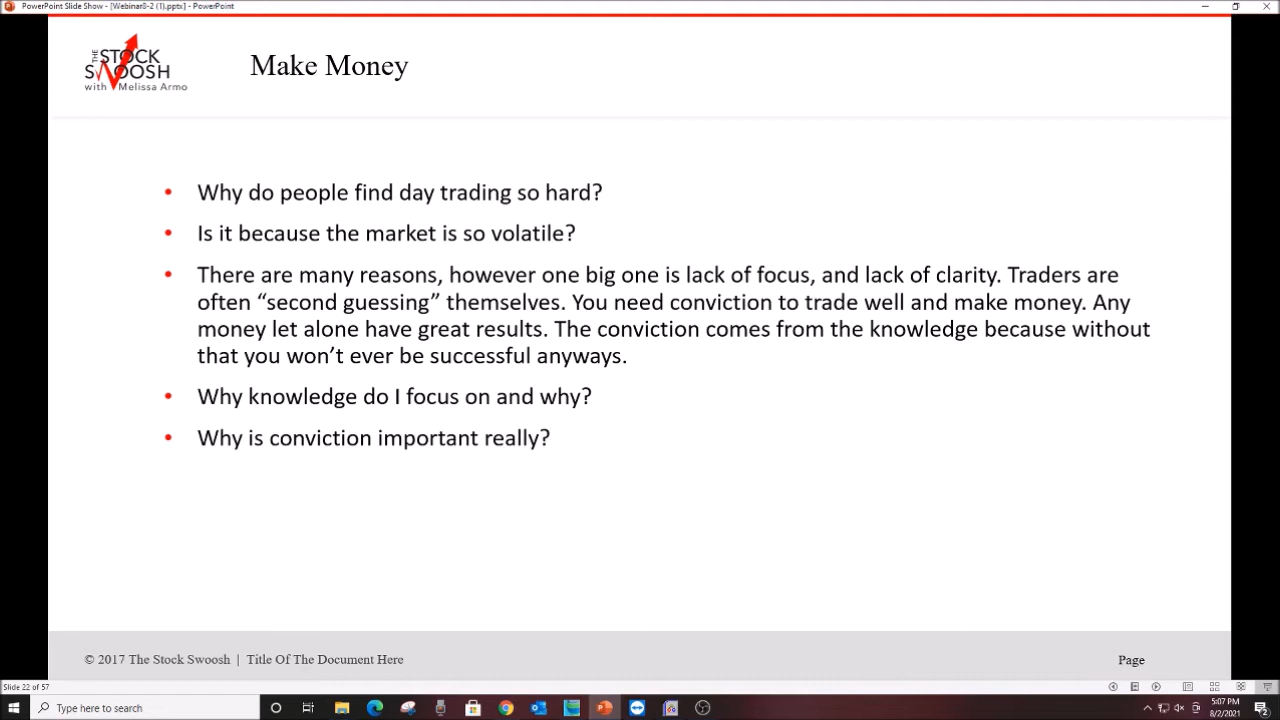 PowerPoint Slide Show - [Webinar8-2 (1).pptx] - PowerPoint
THE STOCK
SWOOSH
with Melissa Armo
Make Money
• Why do people find day trading so hard?
• Is it because the market is so volatile?
• There are many reasons, however one big one is lack of focus, and lack of clarity. Traders are
often “second guessing” themselves. You need conviction to trade well and make money. Any
money let alone have great results. The conviction comes from the knowledge because without
that you won’t ever be successful anyways.
• Why knowledge do I focus on and why?
• Why is conviction important really?
© 2017 The Stock Swoosh | Title Of The Document Here
Page
Slide 22 of 57
Type here to search
5:07 PM
8/2/2021
2